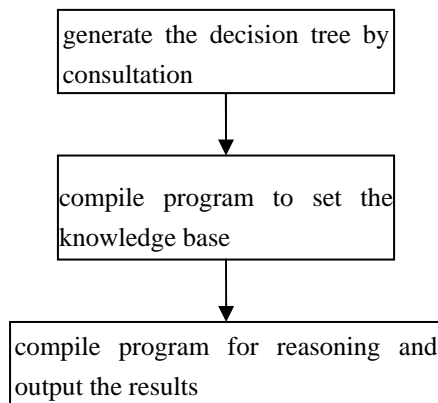 generate the decision tree by
consultation
compile program to set the
knowledge base
compile program for reasoning and
output the results